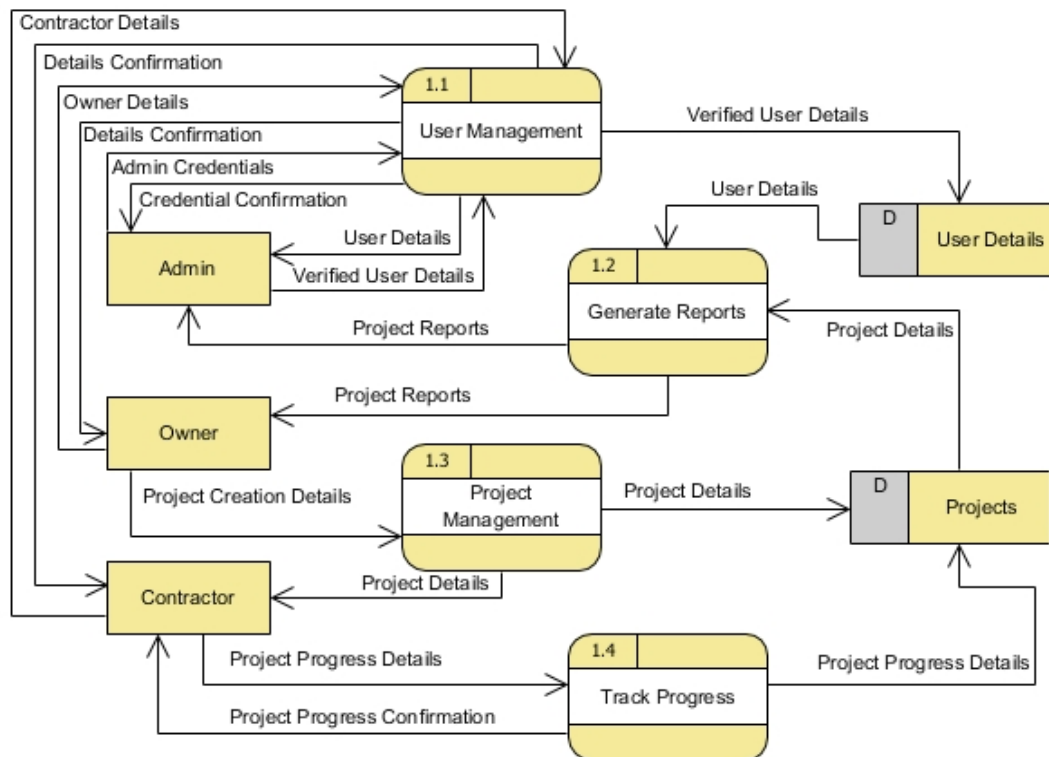 Contractor Details
Details Confirmation
Owner Details
Details Confirmation
Admin Credentials
Credential Confirmation
1.1
User Management
Verified User Details
User Details
D
User Details
Admin
User Details
Verified User Details
1.2
Generate Reports
Project Reports
Project Details
Project Reports
Owner
Project Creation Details
1.3
Project
Management
Project Details
D
Projects
Project Details
Contractor
Project Progress Details
1.4
Track Progress
Project Progress Details
Project Progress Confirmation